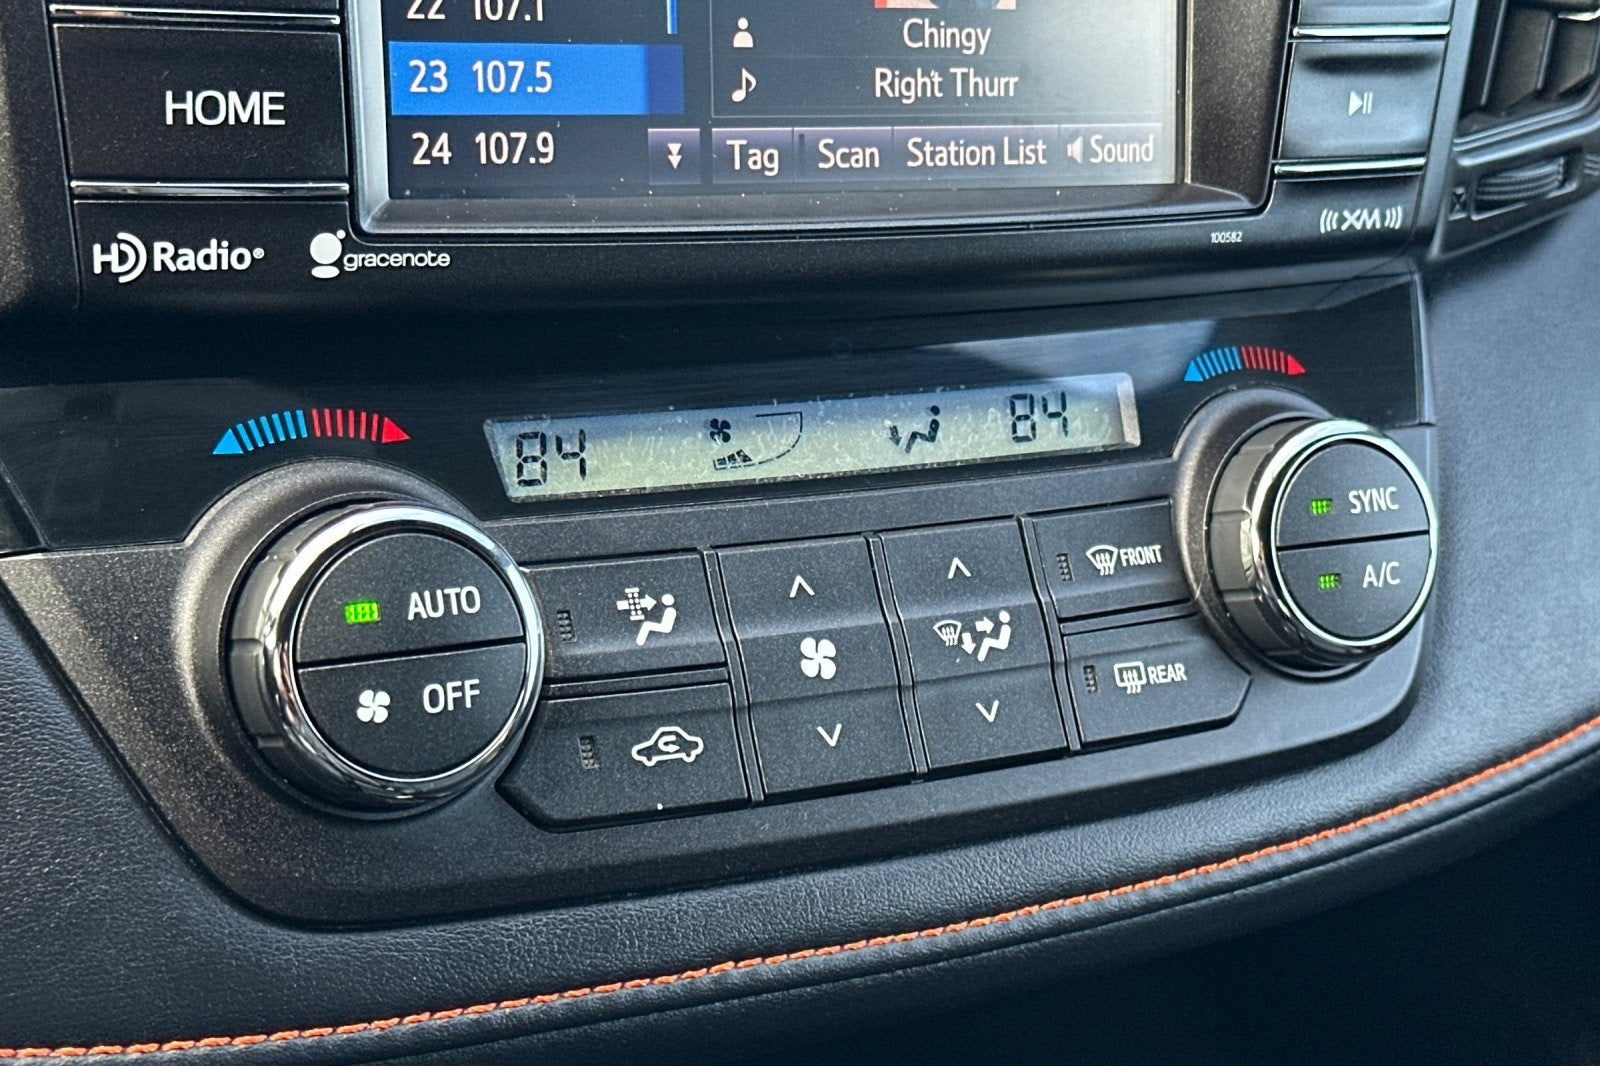 22 107.1
23 107.5
24 107.9
Chingy
Right Thurr
Tag
Scan
Station List
Sound
HOME
HD Radio®
gracenote
100582
((( XM )))
84
84
AUTO
OFF
FRONT
REAR
SYNC
A/C